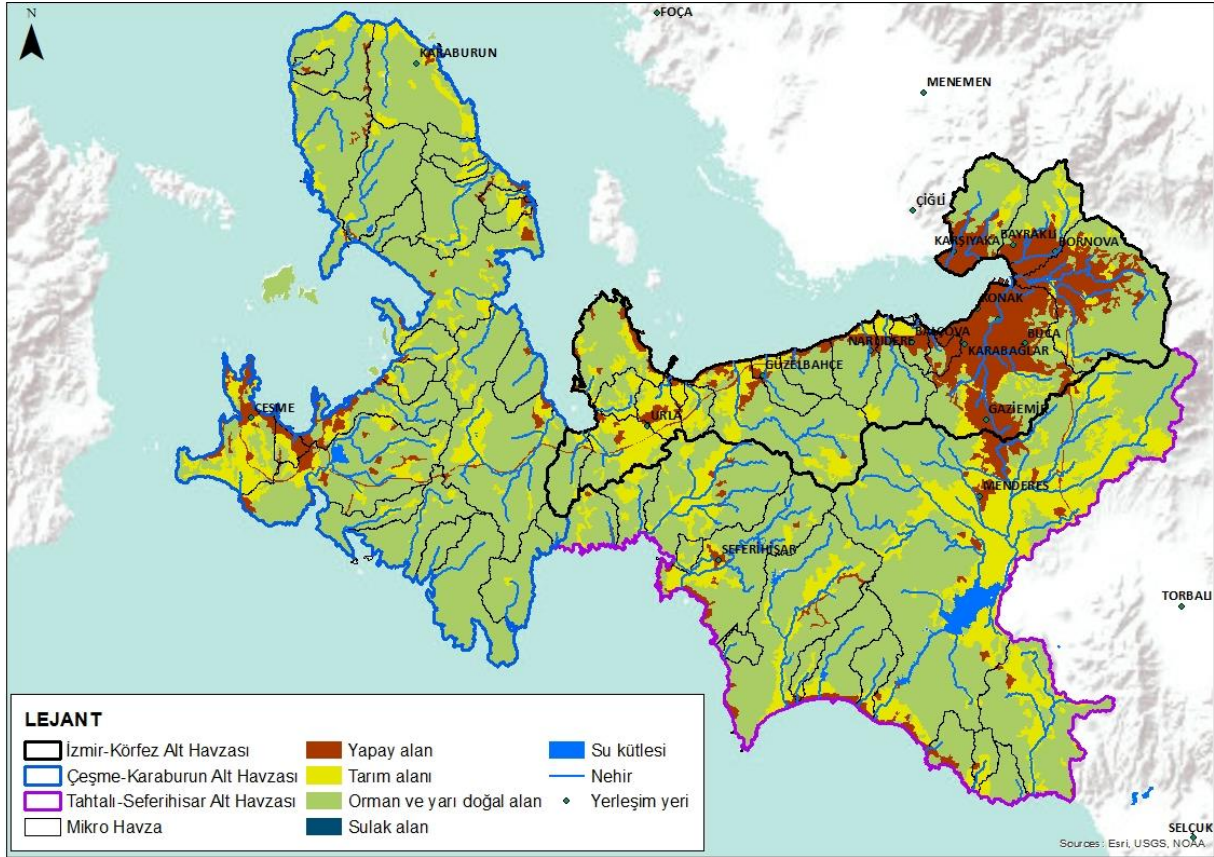 N
FOÇA
KARABURUN
MENEMEN
ÇİĞLİ
KARŞIYAKA
BAYRAKLI
BORNOVA
KONAK
BALÇOVA
BUCA
NARLIDERE
KARABAĞLAR
GÜZELBAHÇE
ÇEŞME
URLA
GAZİEMİR
MENDERES
SEFERİHİSAR
TORBALI
SELÇUK
LEJANT
İzmir-Körfez Alt Havzası
Çeşme-Karaburun Alt Havzası
Tahtalı-Seferihisar Alt Havzası
Mikro Havza
Yapay alan
Tarım alanı
Orman ve yarı doğal alan
Sulak alan
Su kütlesi
Nehir
Yerleşim yeri
Sources: Esri, USGS, NOAA